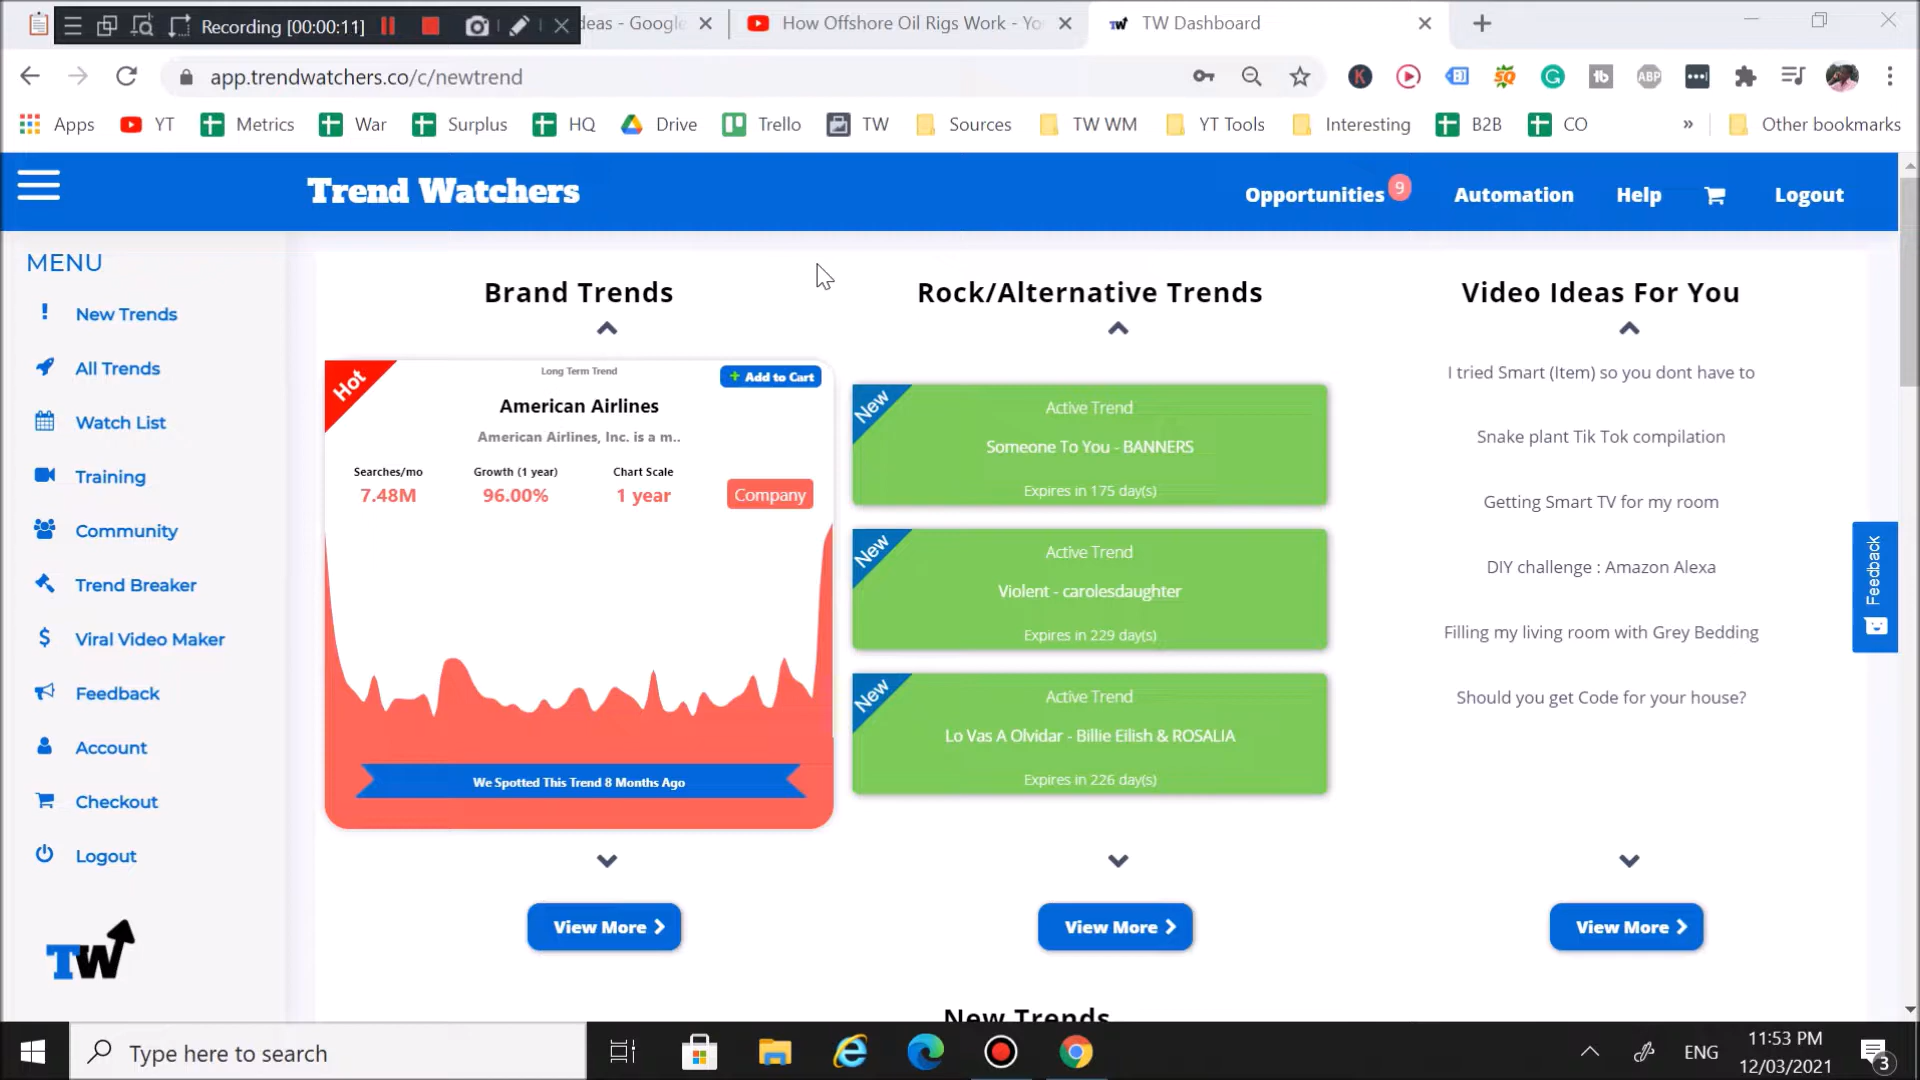 Recording [00:00:11]
deas - Google
How Offshore Oil Rigs Work - Yo
TW Dashboard
app.trendwatchers.co/c/newtrend
Apps
YT
Metrics
War
Surplus
HQ
Drive
Trello
TW
Sources
TW WM
YT Tools
Interesting
B2B
CO
»
Other bookmarks
Trend Watchers
Opportunities 9
Automation
Help
Logout
MENU
New Trends
All Trends
Watch List
Training
Community
Trend Breaker
Viral Video Maker
Feedback
Account
Checkout
Logout
TW
Brand Trends
Hot
Long Term Trend
+ Add to Cart
American Airlines
American Airlines, Inc. is a m..
Searches/mo
Growth (1 year)
Chart Scale
7.48M
96.00%
1 year
Company
We Spotted This Trend 8 Months Ago
View More
Rock/Alternative Trends
New
Active Trend
Someone To You - BANNERS
Expires in 175 day(s)
New
Active Trend
Violent - carolesdaughter
Expires in 229 day(s)
New
Active Trend
Lo Vas A Olvidar - Billie Eilish & ROSALIA
Expires in 226 day(s)
View More
Video Ideas For You
I tried Smart (Item) so you dont have to
Snake plant Tik Tok compilation
Getting Smart TV for my room
DIY challenge : Amazon Alexa
Filling my living room with Grey Bedding
Should you get Code for your house?
View More
Feedback
New Trends
Type here to search
ENG
11:53 PM
12/03/2021
3